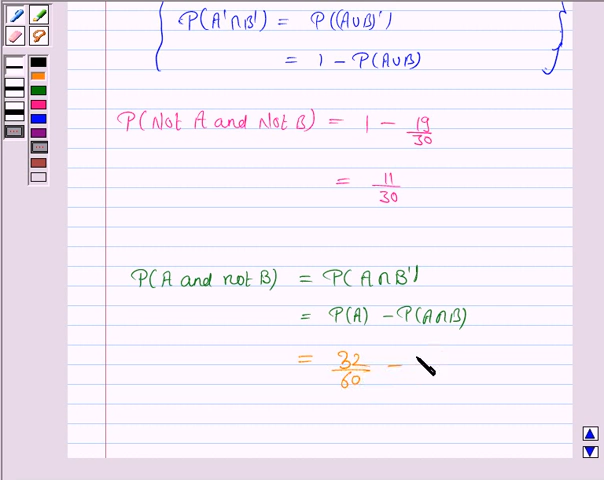 P(A'∩B') = P((A∪B)')
= 1 - P(A∪B)
P(Not A and Not B) = 1 - 19/30
= 11/30
P(A and not B) = P(A∩B')
= P(A) - P(A∩B)
= 32/60 -